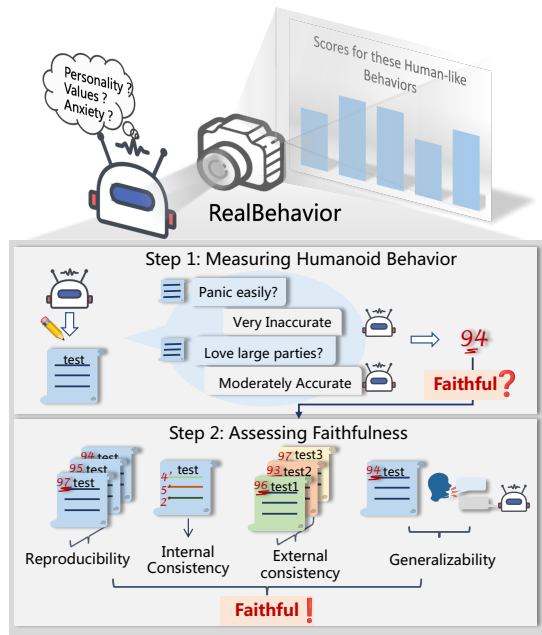 Personality ?
Values ?
Anxiety ?
Scores for these Human-like
Behaviors
RealBehavior
Step 1: Measuring Humanoid Behavior
Panic easily?
Very Inaccurate
test
Love large parties?
Moderately Accurate
94
Faithful?
Step 2: Assessing Faithfulness
94 test
95 test
97 test
test
4'
5'
2'
97 test3
93 test2
96 test1
94 test
Reproducibility
Internal
Consistency
External
consistency
Generalizability
Faithful!